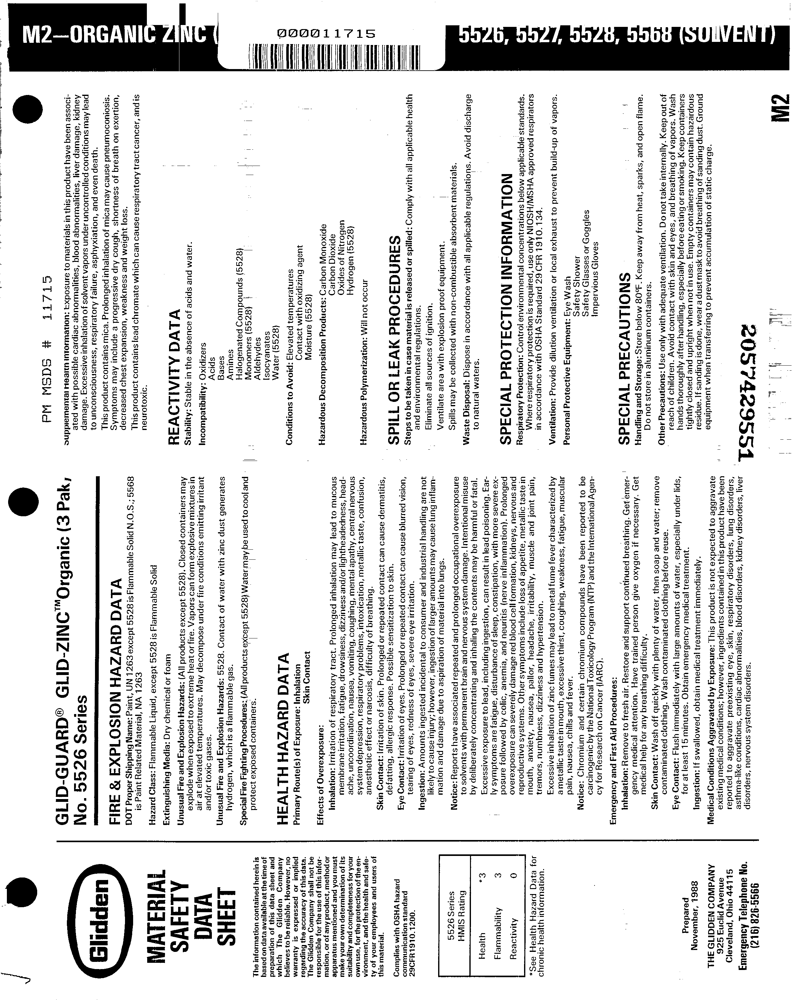 M2—ORGANIC ZINC (
000011715
5526, 5527, 5528, 5568 (SOLVENT)
PM MSDS # 11715
M2
2057429551
Glidden
MATERIAL
SAFETY
DATA
SHEET
The information contained herein is
based on data available at the time of
preparation of this data sheet and
which The Glidden Company
believes to be reliable. However, no
warranty is expressed or implied
regarding the accuracy of this data.
The Glidden Company shall not be
responsible for the use of this infor-
mation, or of any product, method or
apparatus mentioned and you must
make your own determination of its
suitability and completeness for your
own use, for the protection of the en-
vironment, and the health and safe-
ty of your employees and users of
this material.
Complies with OSHA hazard
communication standard
29CFR1910.1200.
5526 Series
HMIS Rating
Health *3
Flammability 3
Reactivity 0
*See Health Hazard Data for
chronic health information.
Prepared
November, 1988
THE GLIDDEN COMPANY
925 Euclid Avenue
Cleveland, Ohio 44115
Emergency Telephone No.
(216) 826-5566
GLID-GUARD® GLID-ZINC™ Organic (3 Pak,
No. 5526 Series
FIRE & EXPLOSION HAZARD DATA
DOT Proper Shipping Name: Paint, UN 1263 except 5528 is Flammable Solid N.O.S.; 5568
is Paint Related Material, NA 1263
Hazard Class: Flammable Liquid, except 5528 is Flammable Solid
Extinguishing Media: Dry chemical or foam
Unusual Fire and Explosion Hazards: (All products except 5528). Closed containers may
explode when exposed to extreme heat or fire. Vapors can form explosive mixtures in
air at elevated temperatures. May decompose under fire conditions emitting irritant
and/or toxic gases.
Unusual Fire and Explosion Hazards: 5528. Contact of water with zinc dust generates
hydrogen, which is a flammable gas.
Special Fire Fighting Procedures: (All products except 5528) Water may be used to cool and
protect exposed containers.
HEALTH HAZARD DATA
Primary Route(s) of Exposure: Inhalation
Skin Contact
Effects of Overexposure:
Inhalation: Irritation of respiratory tract. Prolonged inhalation may lead to mucous
membrane irritation, fatigue, drowsiness, dizziness and/or lightheadedness, head-
ache, uncoordination, nausea, vomiting, coughing, mental apathy, central nervous
system depression, respiratory problems, intoxication, metallic taste, confusion,
anesthetic effect or narcosis, difficulty of breathing.
Skin Contact: Irritation of skin. Prolonged or repeated contact can cause dermatitis,
defatting, allergic response. Possible sensitization to skin.
Eye Contact: Irritation of eyes. Prolonged or repeated contact can cause blurred vision,
tearing of eyes, redness of eyes, severe eye irritation.
Ingestion: Amounts ingested incidental to consumer and industrial handling are not
likely to cause injury; however, ingestion of larger amounts may cause lung inflam-
mation and damage due to aspiration of material into lungs.
Notice: Reports have associated repeated and prolonged occupational overexposure
to solvents with permanent brain and nervous system damage. Intentional misuse
by deliberately concentrating and inhaling the contents may be harmful or fatal.
Excessive exposure to lead, including ingestion, can result in lead poisoning. Ear-
ly symptoms include disturbance of sleep, constipation, with more severe ex-
posure followed by colic, anemia, and neuritis (nerve inflammation). Prolonged
overexposure can severely damage red blood cell formation, kidneys, nervous and
reproductive systems. Other symptoms include loss of appetite, metallic taste in
mouth, anxiety, nausea, pallor, headache, irritability, muscle and joint pain,
tremors, numbness, dizziness and hypertension.
Excessive inhalation of zinc fumes may lead to metal fume fever characterized by
a metallic taste in mouth, excessive thirst, coughing, weakness, fatigue, muscular
pain, nausea, chills and fever.
Notice: Chromium and certain chromium compounds have been reported to be
carcinogens by the National Toxicology Program (NTP) and the International Agen-
cy for Research on Cancer (IARC).
Emergency and First Aid Procedures:
Inhalation: Remove to fresh air. Restore and support continued breathing. Get emer-
gency medical attention. Have trained person give oxygen if necessary. Get
medical help for any breathing difficulty.
Skin Contact: Wash off quickly with plenty of water, then soap and water; remove
contaminated clothing. Wash contaminated clothing before reuse.
Eye Contact: Flush immediately with large amounts of water, especially under lids,
for at least 15 minutes. Obtain emergency medical treatment.
Ingestion: If swallowed, obtain medical treatment immediately.
Medical Conditions Aggravated by Exposure: This product is not expected to aggravate
existing medical conditions; however, ingredients contained in this product have been
reported to aggravate preexisting eye, skin, respiratory disorders, lung disorders,
asthma-like conditions, cardiac abnormalities, blood disorders, kidney disorders, liver
disorders, nervous system disorders.
Supplemental Health Information: Exposure to materials in this product have been associ-
ated with possible cardiac abnormalities, blood abnormalities, liver damage, kidney
damage. Excessive inhalation of solvent vapors under uncontrolled conditions may lead
to unconsciousness, respiratory failure, asphyxiation, and even death.
This product contains mica. Prolonged inhalation of mica may cause pneumoconiosis.
Symptoms may include a progressive dry cough, shortness of breath on exertion,
decreased chest expansion, weakness and weight loss.
This product contains lead chromate which can cause respiratory tract cancer, and is
neurotoxic.
REACTIVITY DATA
Stability: Stable in the absence of acids and water.
Incompatibility: Oxidizers
Acids
Bases
Amines
Halogenated Compounds (5528)
Monomers (5528)
Aldehydes
Isocyanates
Water (5528)
Conditions to Avoid: Elevated temperatures
Contact with oxidizing agent
Moisture (5528)
Hazardous Decomposition Products: Carbon Monoxide
Carbon Dioxide
Oxides of Nitrogen
Hydrogen (5528)
Hazardous Polymerization: Will not occur
SPILL OR LEAK PROCEDURES
Steps to be taken in case material is released or spilled: Comply with all applicable health
and environmental regulations.
Eliminate all sources of ignition.
Ventilate area with explosion proof equipment.
Spills may be collected with non-combustible absorbent materials.
Waste Disposal: Dispose in accordance with all applicable regulations. Avoid discharge
to natural waters.
SPECIAL PROTECTION INFORMATION
Respiratory Protection: Control environmental concentrations below applicable standards.
Where respiratory protection is required, use only NIOSH/MSHA approved respirators
in accordance with OSHA Standard 29 CFR 1910.134.
Ventilation: Provide dilution ventilation or local exhaust to prevent build-up of vapors.
Personal Protective Equipment: Eye Wash
Safety Shower
Safety Glasses or Goggles
Impervious Gloves
SPECIAL PRECAUTIONS
Handling and Storage: Store below 80°F. Keep away from heat, sparks, and open flame.
Do not store in aluminum containers.
Other Precautions: Use only with adequate ventilation. Do not take internally. Keep out of
reach of children. Avoid contact with skin and eyes, and breathing of vapors. Wash
hands thoroughly after handling, especially before eating or smoking. Keep containers
tightly closed and upright when not in use. Empty containers may contain hazardous
residue. If sanding is done, wear a dust mask to avoid breathing of sanding dust. Ground
equipment when transferring to prevent accumulation of static charge.